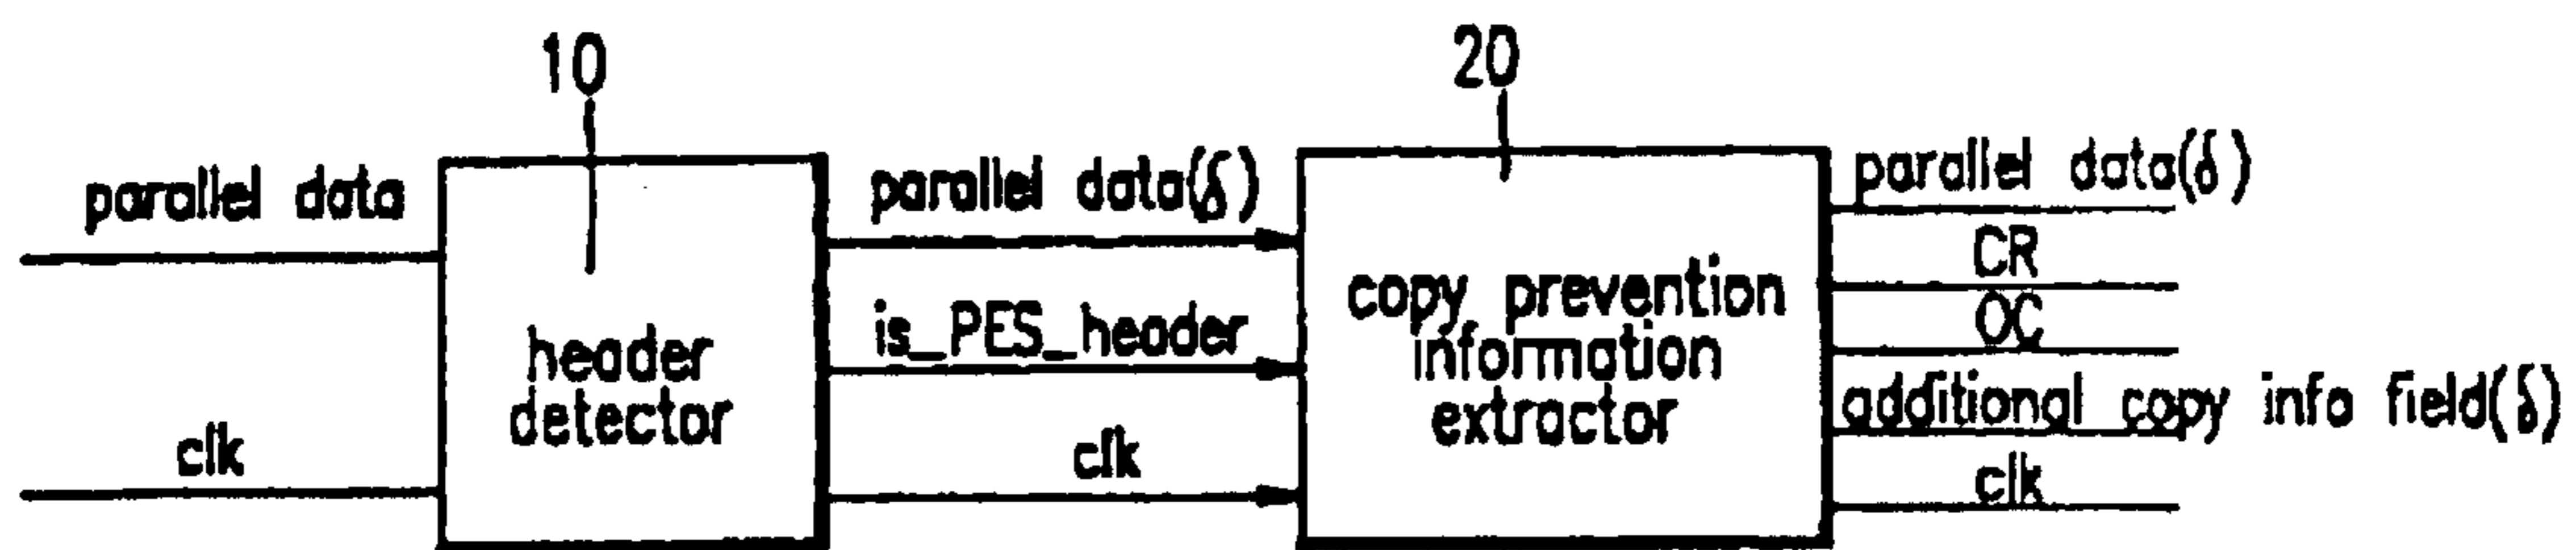 10
20
parallel data
clk
header
detector
parallel data(δ)
is_PES_header
clk
copy prevention
information
extractor
parallel data(δ)
CR
OC
additional copy info field(δ)
clk